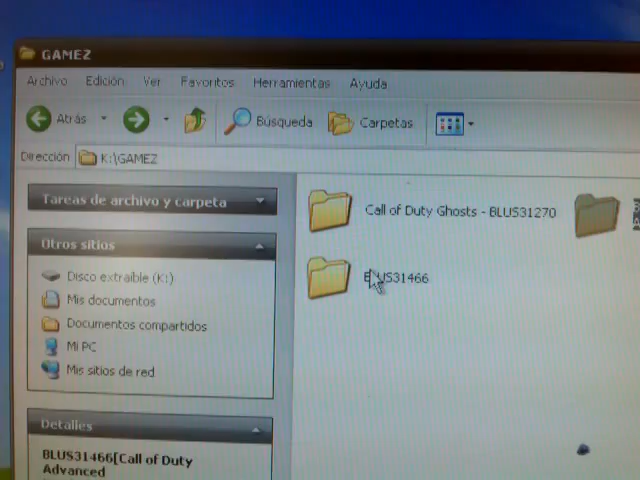 GAMEZ
Archivo Edición Ver Favoritos Herramientas Ayuda
Atrás Búsqueda Carpetas
Dirección K:\GAMEZ
Tareas de archivo y carpeta
Call of Duty Ghosts - BLUS31270
Otros sitios
BLUS31466
Disco extraíble (K:)
Mis documentos
Documentos compartidos
Mi PC
Mis sitios de red
Detalles
BLUS31466[Call of Duty
Advanced